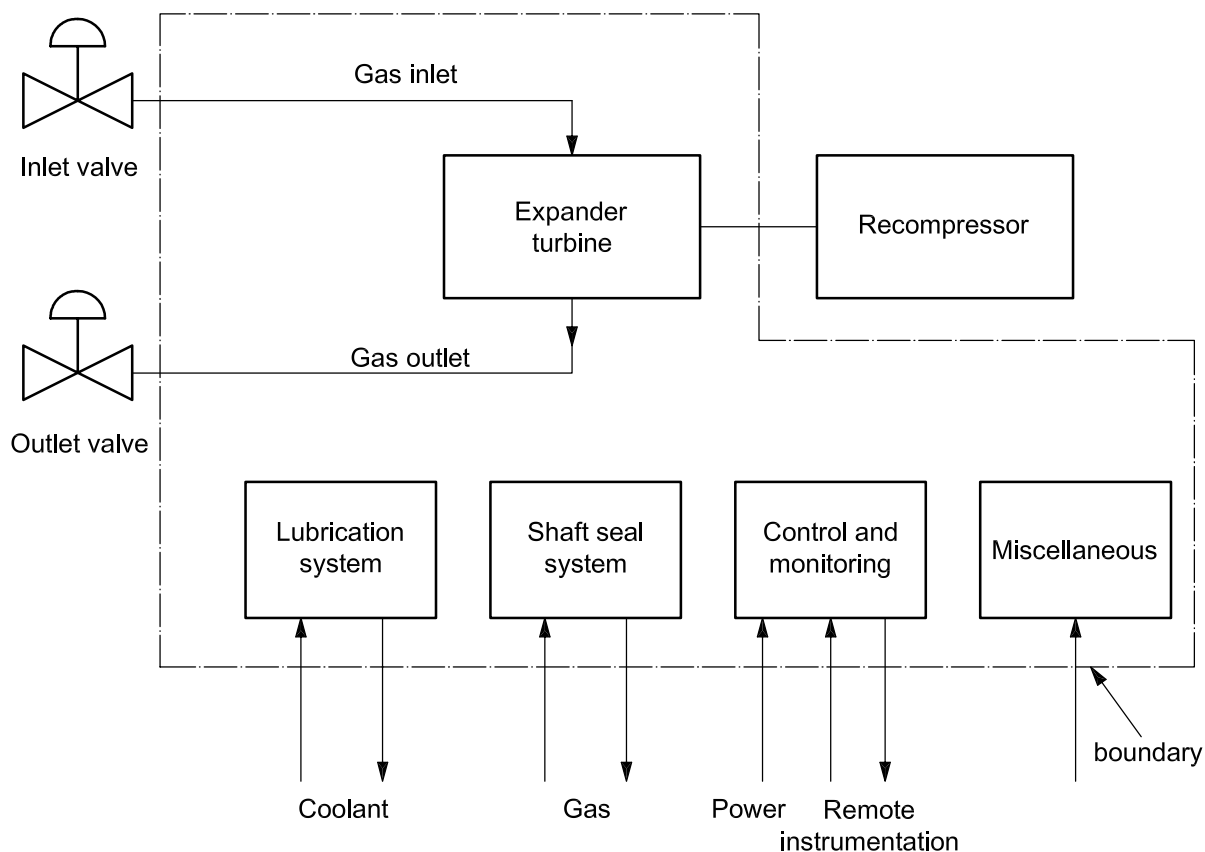 Gas inlet
Inlet valve
Expander
turbine
Recompressor
Gas outlet
Outlet valve
Lubrication
system
Shaft seal
system
Control and
monitoring
Miscellaneous
boundary
Coolant
Gas
Power
Remote
instrumentation